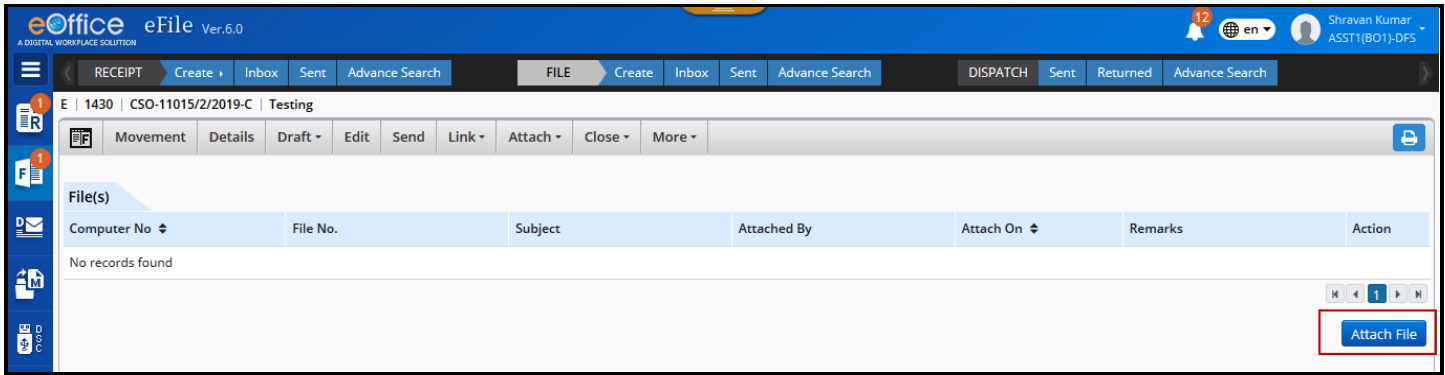 eOffice eFile Ver.6.0
A DIGITAL WORKPLACE SOLUTION
12
en
Shravan Kumar
ASST1(BO1)-DFS
RECEIPT Create Inbox Sent Advance Search FILE Create Inbox Sent Advance Search DISPATCH Sent Returned Advance Search
1
R
E | 1430 | CSO-11015/2/2019-C | Testing
F Movement Details Draft Edit Send Link Attach Close More
1
F
File(s)
Computer No File No. Subject Attached By Attach On Remarks Action
D
No records found
M
1
Attach File
DSC